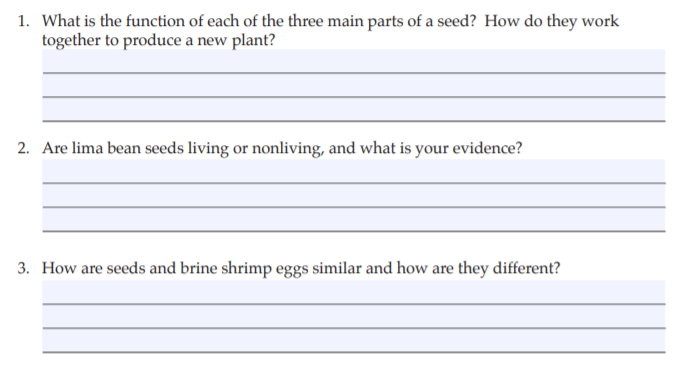 1. What is the function of each of the three main parts of a seed? How do they work
together to produce a new plant?
2. Are lima bean seeds living or nonliving, and what is your evidence?
3. How are seeds and brine shrimp eggs similar and how are they different?